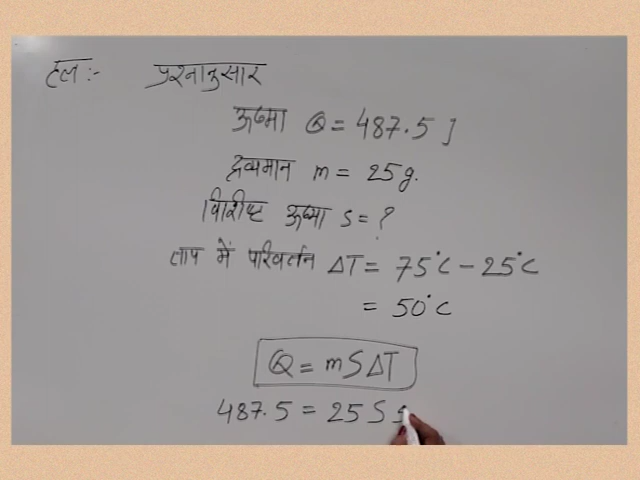 हल :- प्रश्नानुसार
ऊष्मा Q = 487.5 J
द्रव्यमान m = 25g.
विशिष्ट ऊष्मा s = ?
ताप में परिवर्तन ΔT = 75°C - 25°C
= 50°C
Q = mSΔT
487.5 = 25 S